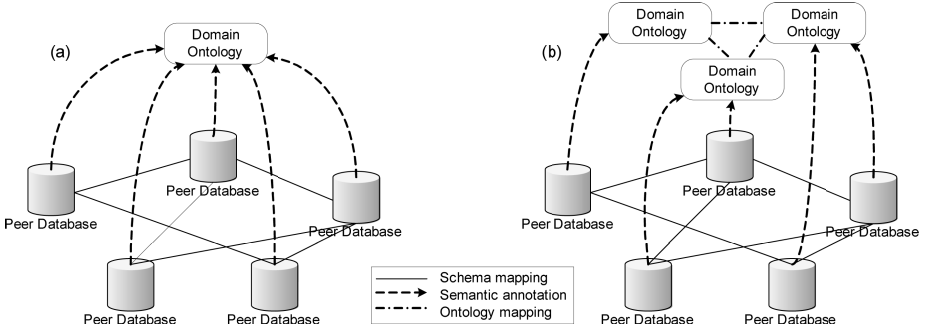 (a)
Domain
Ontology
Peer Database
Peer Database
Peer Database
Peer Database
Peer Database
(b)
Domain
Ontology
Domain
Ontology
Domain
Ontology
Peer Database
Peer Database
Peer Database
Peer Database
Peer Database
Schema mapping
Semantic annotation
Ontology mapping